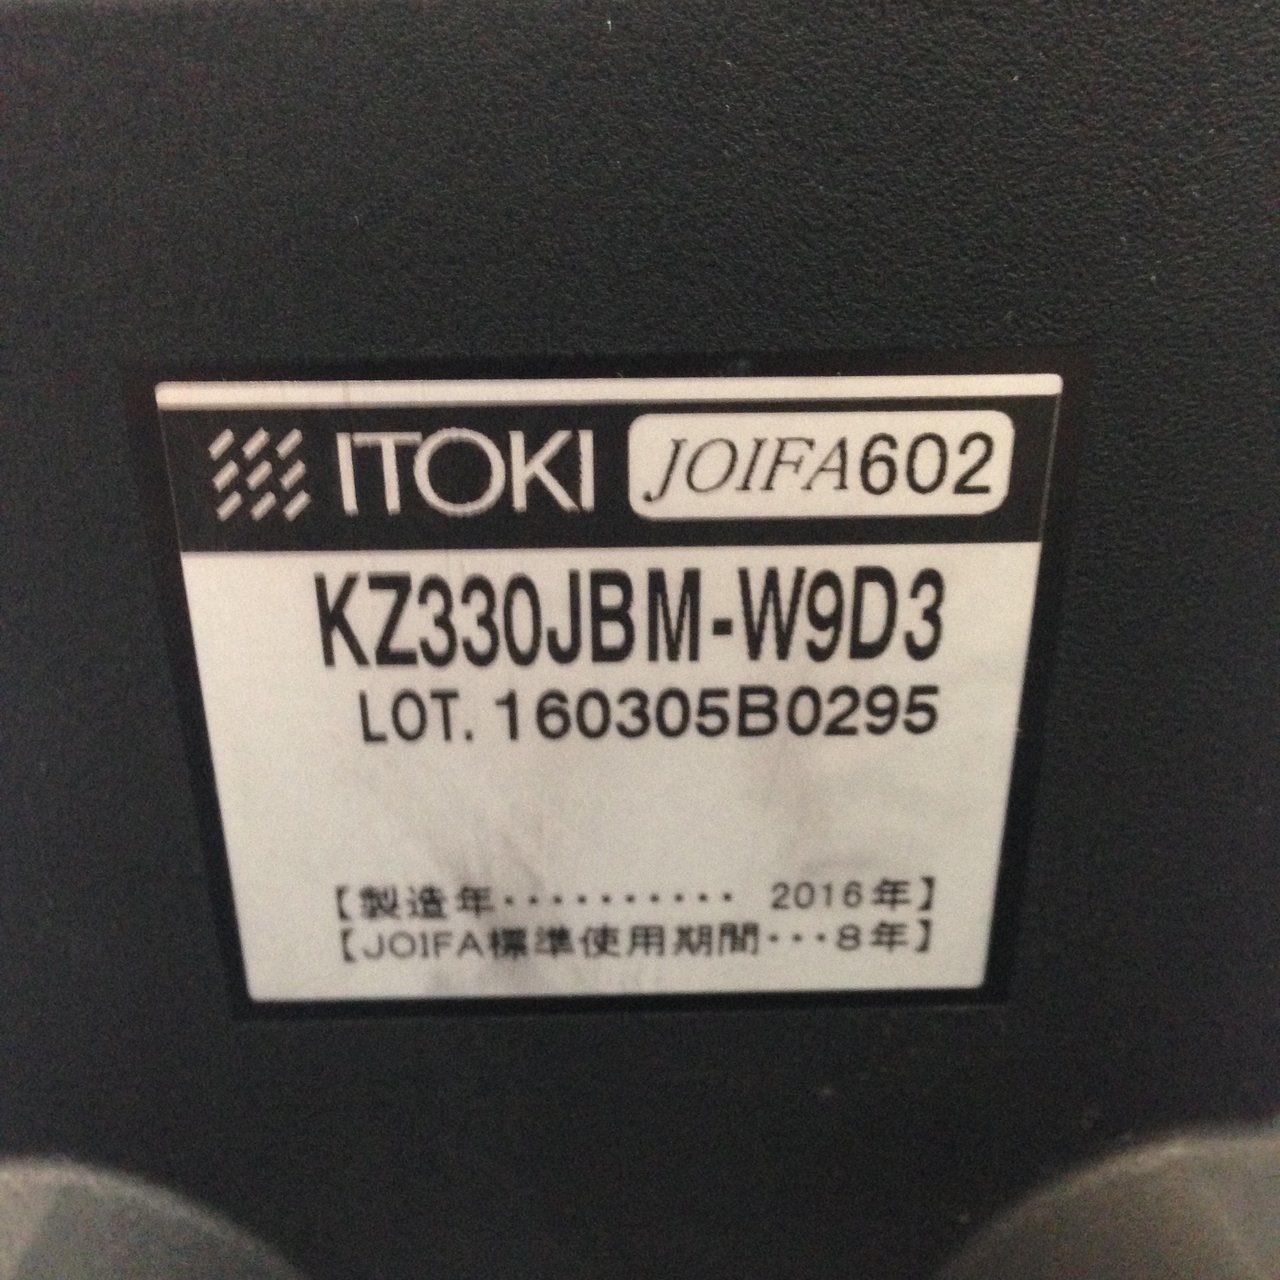 ITOKI JOIFA602
KZ330JBM-W9D3
LOT. 160305B0295
【製造年・・・・・・・・・・ 2016年】
【JOIFA標準使用期間・・・8年】